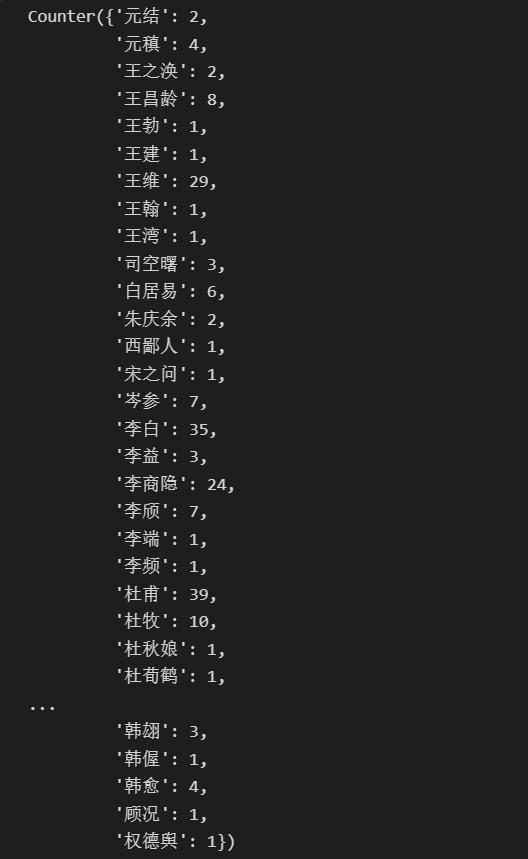 Counter({'元结': 2,
'元稹': 4,
'王之涣': 2,
'王昌龄': 8,
'王勃': 1,
'王建': 1,
'王维': 29,
'王翰': 1,
'王湾': 1,
'司空曙': 3,
'白居易': 6,
'朱庆余': 2,
'西鄙人': 1,
'宋之问': 1,
'岑参': 7,
'李白': 35,
'李益': 3,
'李商隐': 24,
'李颀': 7,
'李端': 1,
'李频': 1,
'杜甫': 39,
'杜牧': 10,
'杜秋娘': 1,
'杜荀鹤': 1,
...
'韩翃': 3,
'韩偓': 1,
'韩愈': 4,
'顾况': 1,
'权德舆': 1})